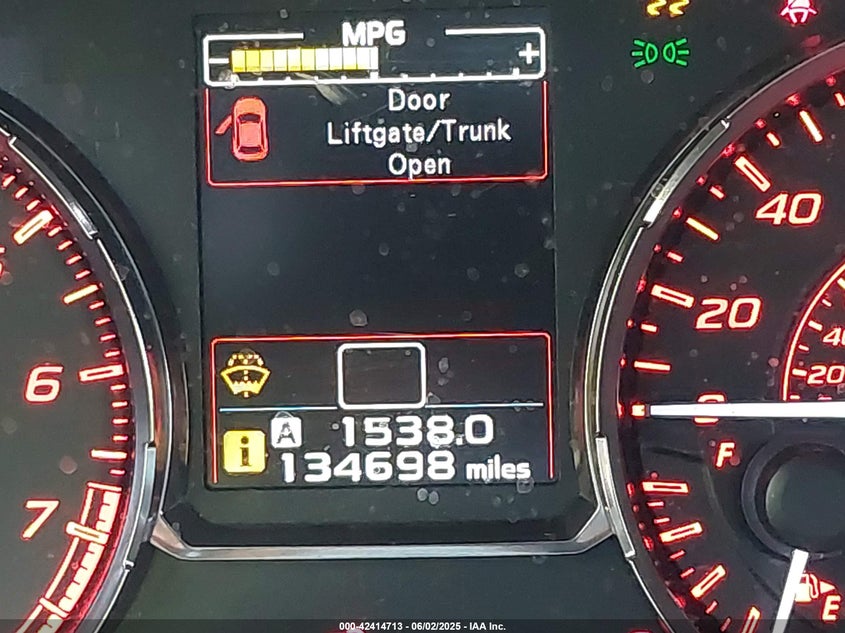 MPG
- +
Door
Liftgate/Trunk
Open
40
20
0
40
20
6
7
F
E
i
A 1538.0
134698 miles
000-42414713 - 06/02/2025 - IAA Inc.